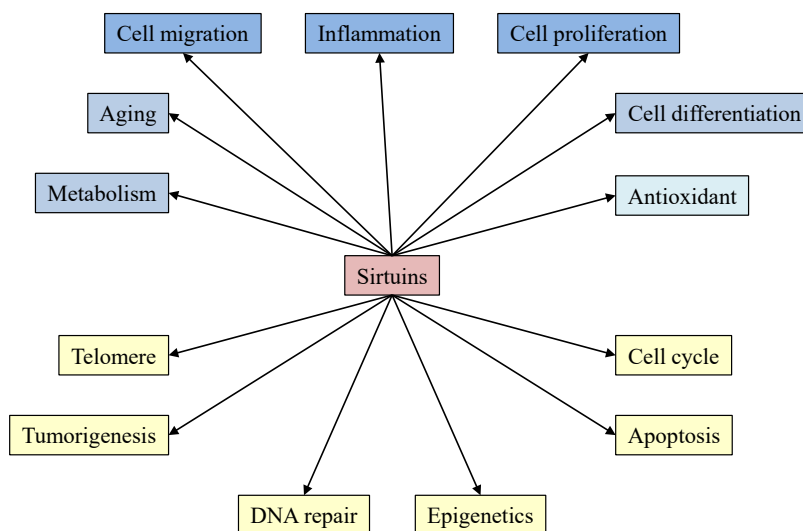 Cell migration
Inflammation
Cell proliferation
Aging
Cell differentiation
Metabolism
Antioxidant
Sirtuins
Telomere
Cell cycle
Tumorigenesis
Apoptosis
DNA repair
Epigenetics